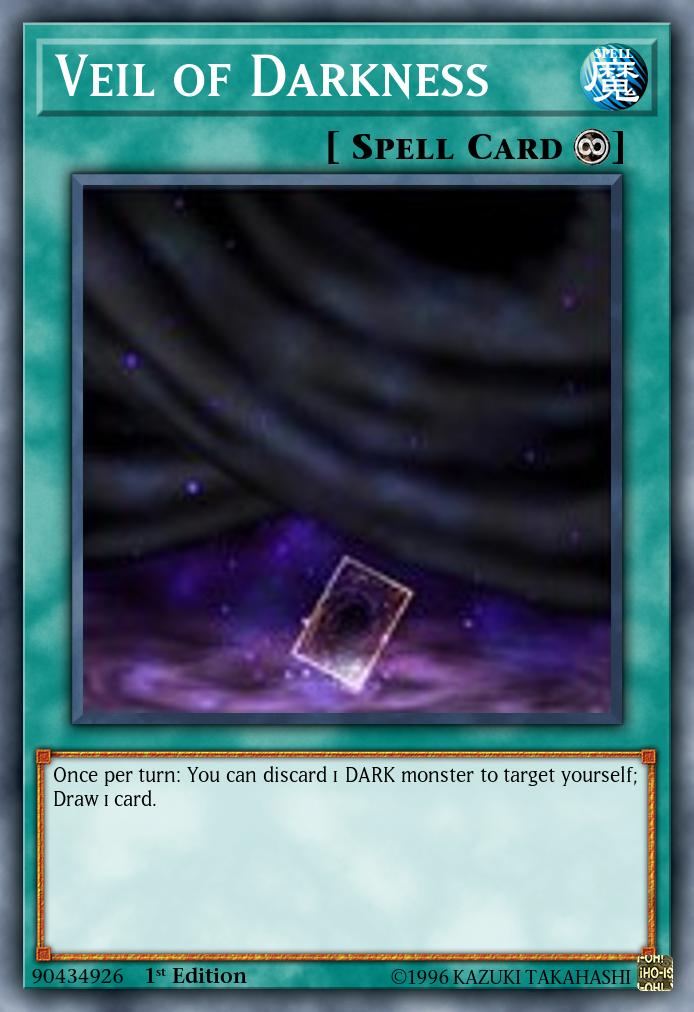 Veil of Darkness
SPELL
魔
[ Spell Card ♾]
Once per turn: You can discard 1 DARK monster to target yourself;
Draw 1 card.
90434926 1st Edition ©1996 KAZUKI TAKAHASHI